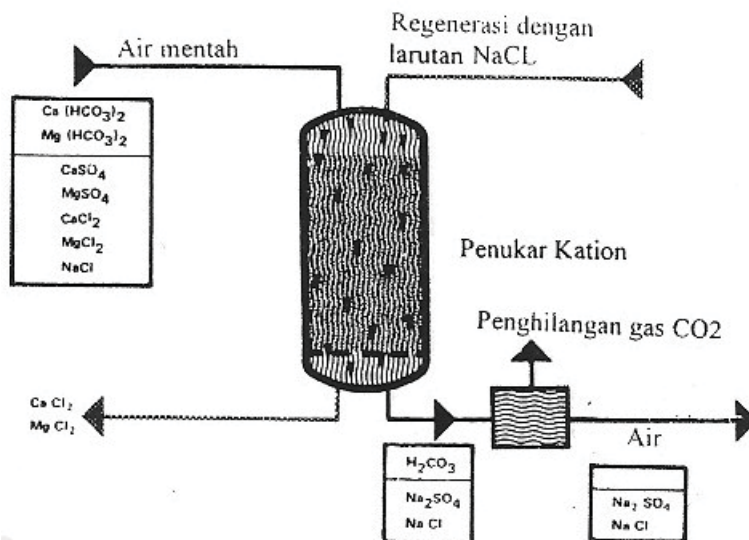 Air mentah
Regenerasi dengan
larutan NaCL
Ca (HCO3)2
Mg (HCO3)2
CaSO4
MgSO4
CaCl2
MgCl2
NaCl
Penukar Kation
Penghilangan gas CO2
Ca Cl2
Mg Cl2
Air
H2CO3
Na2SO4
Na Cl
Na2 SO4
Na Cl